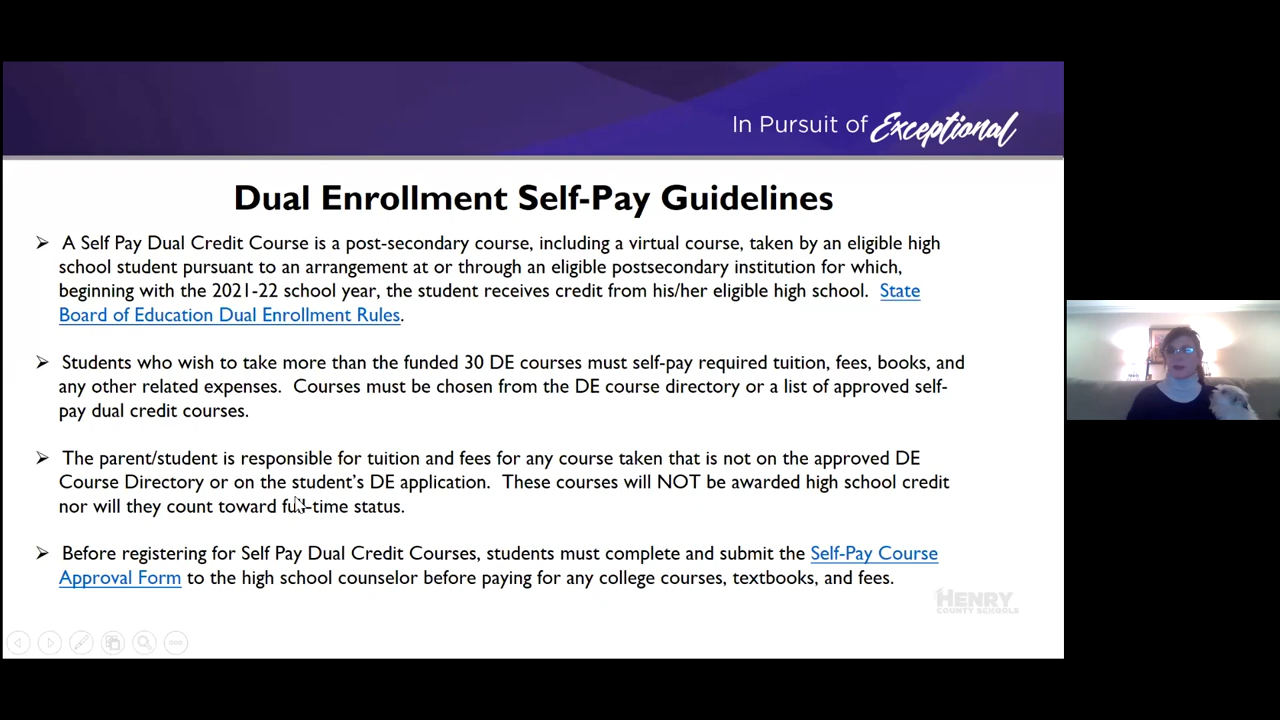 In Pursuit of Exceptional
Dual Enrollment Self-Pay Guidelines
➢ A Self Pay Dual Credit Course is a post-secondary course, including a virtual course, taken by an eligible high
school student pursuant to an arrangement at or through an eligible postsecondary institution for which,
beginning with the 2021-22 school year, the student receives credit from his/her eligible high school. State
Board of Education Dual Enrollment Rules.
➢ Students who wish to take more than the funded 30 DE courses must self-pay required tuition, fees, books, and
any other related expenses. Courses must be chosen from the DE course directory or a list of approved self-
pay dual credit courses.
➢ The parent/student is responsible for tuition and fees for any course taken that is not on the approved DE
Course Directory or on the student's DE application. These courses will NOT be awarded high school credit
nor will they count toward full-time status.
➢ Before registering for Self Pay Dual Credit Courses, students must complete and submit the Self-Pay Course
Approval Form to the high school counselor before paying for any college courses, textbooks, and fees.
HENRY
COUNTY SCHOOLS